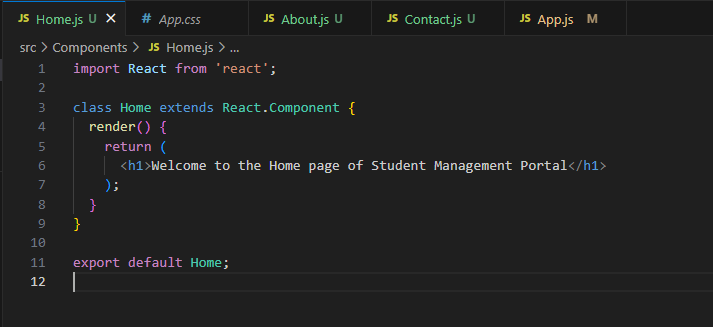 JS Home.js U ×
# App.css
JS About.js U
JS Contact.js U
JS App.js M
src > Components > JS Home.js > ...
1 import React from 'react';
2
3 class Home extends React.Component {
4   render() {
5     return (
6       <h1>Welcome to the Home page of Student Management Portal</h1>
7     );
8   }
9 }
10
11 export default Home;
12